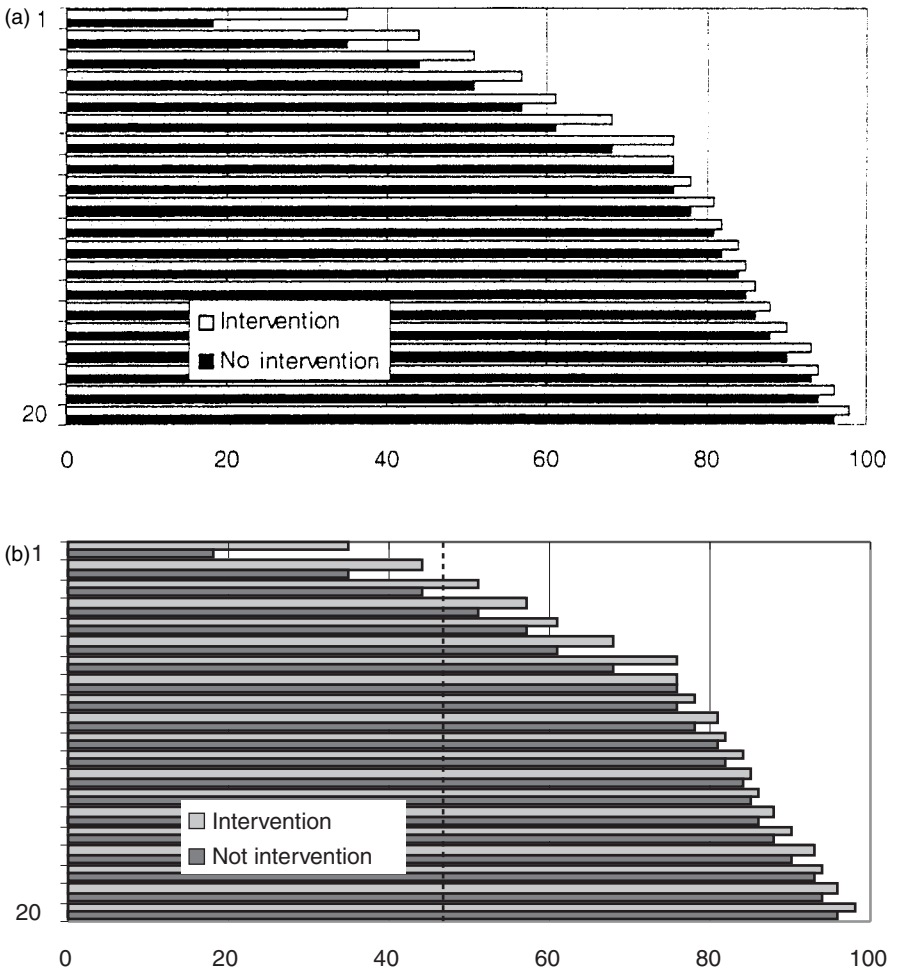 (a) 1
Intervention
No intervention
20
0 20 40 60 80 100
(b) 1
Intervention
Not intervention
20
0 20 40 60 80 100